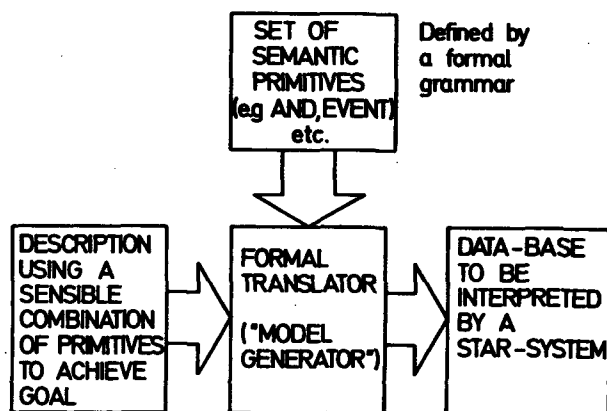 SET OF
SEMANTIC
PRIMITIVES
(e.g AND, EVENT)
etc.
Defined by
a formal
grammar
DESCRIPTION
USING A
SENSIBLE
COMBINATION
OF PRIMITIVES
TO ACHIEVE
GOAL
FORMAL
TRANSLATOR
("MODEL
GENERATOR")
DATA-BASE
TO BE
INTERPRETED
BY A
STAR-SYSTEM